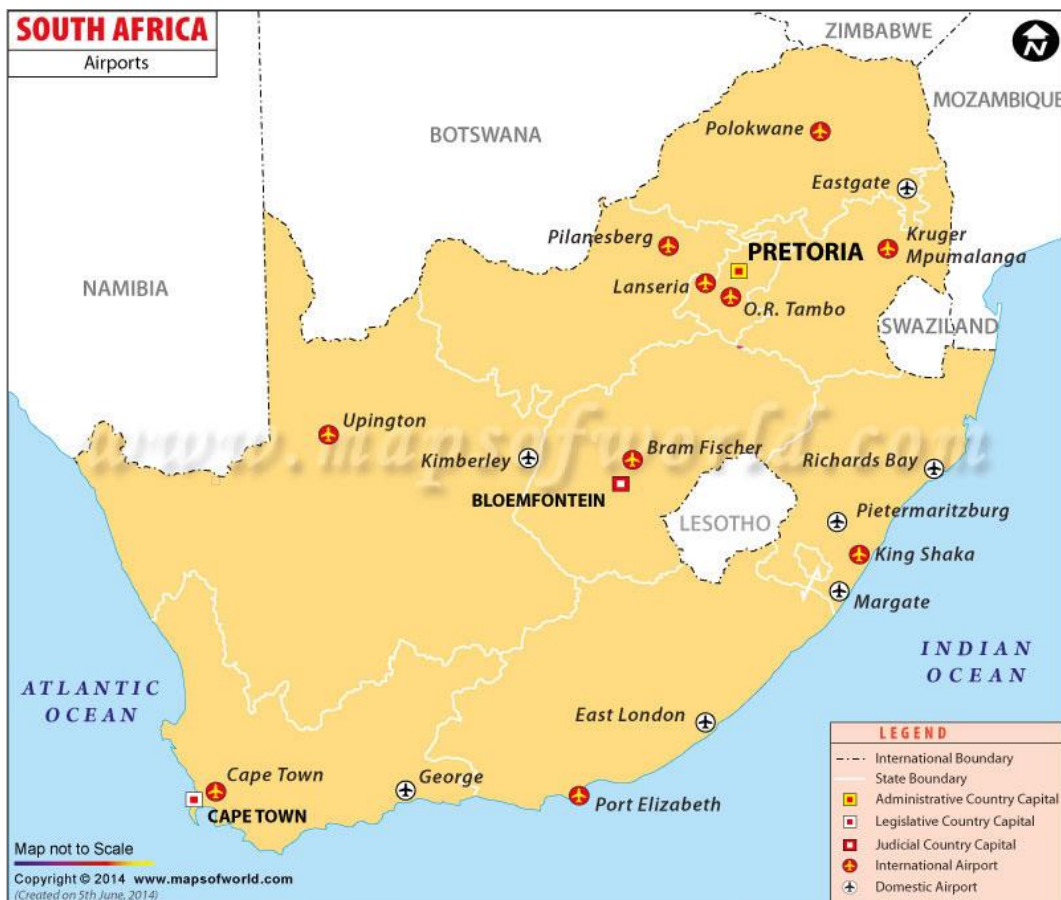 SOUTH AFRICA
Airports
ZIMBABWE
MOZAMBIQUE
BOTSWANA
Polokwane
Eastgate
Pilanesberg
PRETORIA
Kruger
Mpumalanga
NAMIBIA
Lanseria
O.R. Tambo
SWAZILAND
Upington
www.mapsofworld.com
Kimberley
Bram Fischer
Richards Bay
BLOEMFONTEIN
LESOTHO
Pietermaritzburg
King Shaka
Margate
INDIAN
OCEAN
ATLANTIC
OCEAN
East London
Cape Town
George
Port Elizabeth
CAPE TOWN
LEGEND
International Boundary
State Boundary
Administrative Country Capital
Legislative Country Capital
Judicial Country Capital
International Airport
Domestic Airport
Map not to Scale
Copyright © 2014 www.mapsofworld.com
(Created on 5th June, 2014)